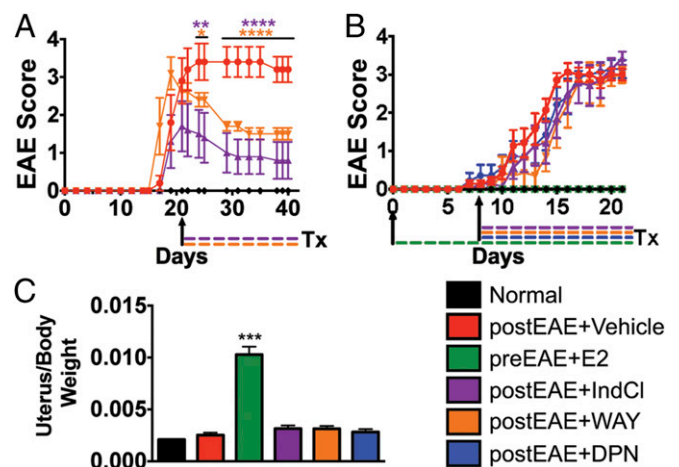 A
B
**
*
****
****
EAE Score
4
3
2
1
0
0 10 20 30 40
Tx
Days
EAE Score
4
3
2
1
0
0 5 10 15 20
Tx
Days
C
Uterus/Body
Weight
0.015
0.010
0.005
0.000
***
Normal
postEAE+Vehicle
preEAE+E2
postEAE+IndCl
postEAE+WAY
postEAE+DPN